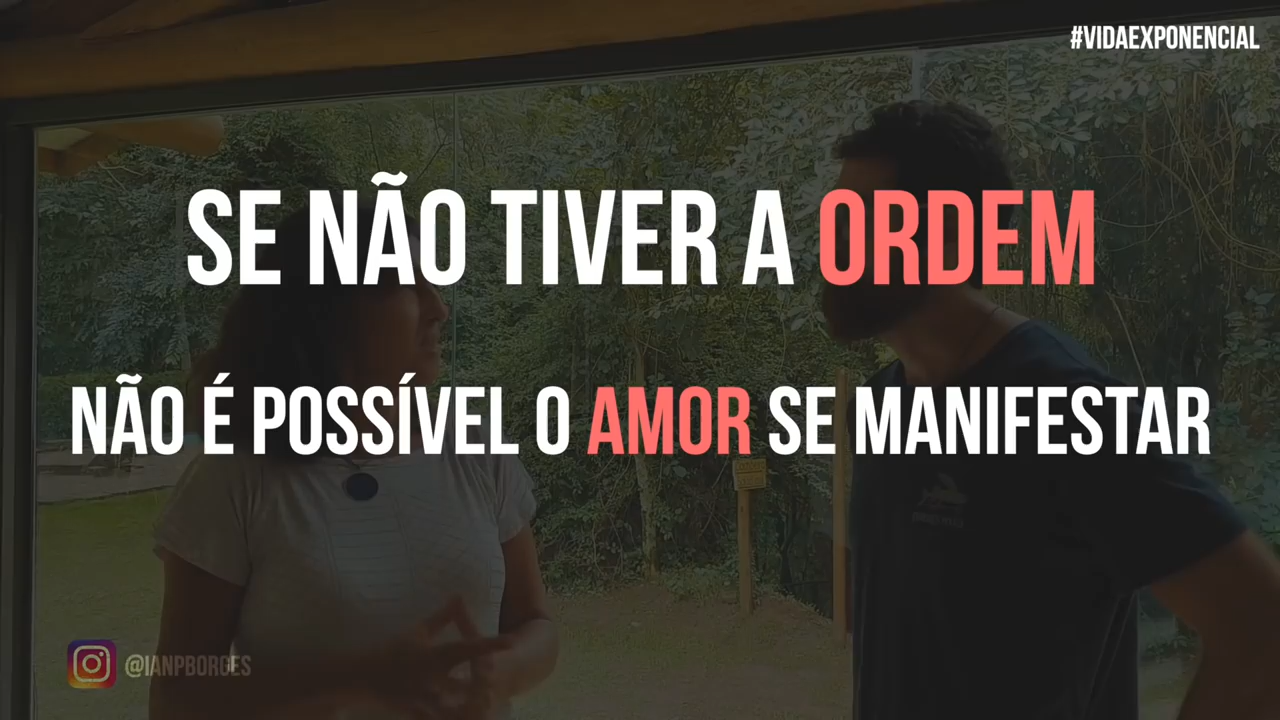 #VIDAEXPONENCIAL
SE NÃO TIVER A ORDEM
NÃO É POSSÍVEL O AMOR SE MANIFESTAR
@IANPBORGES